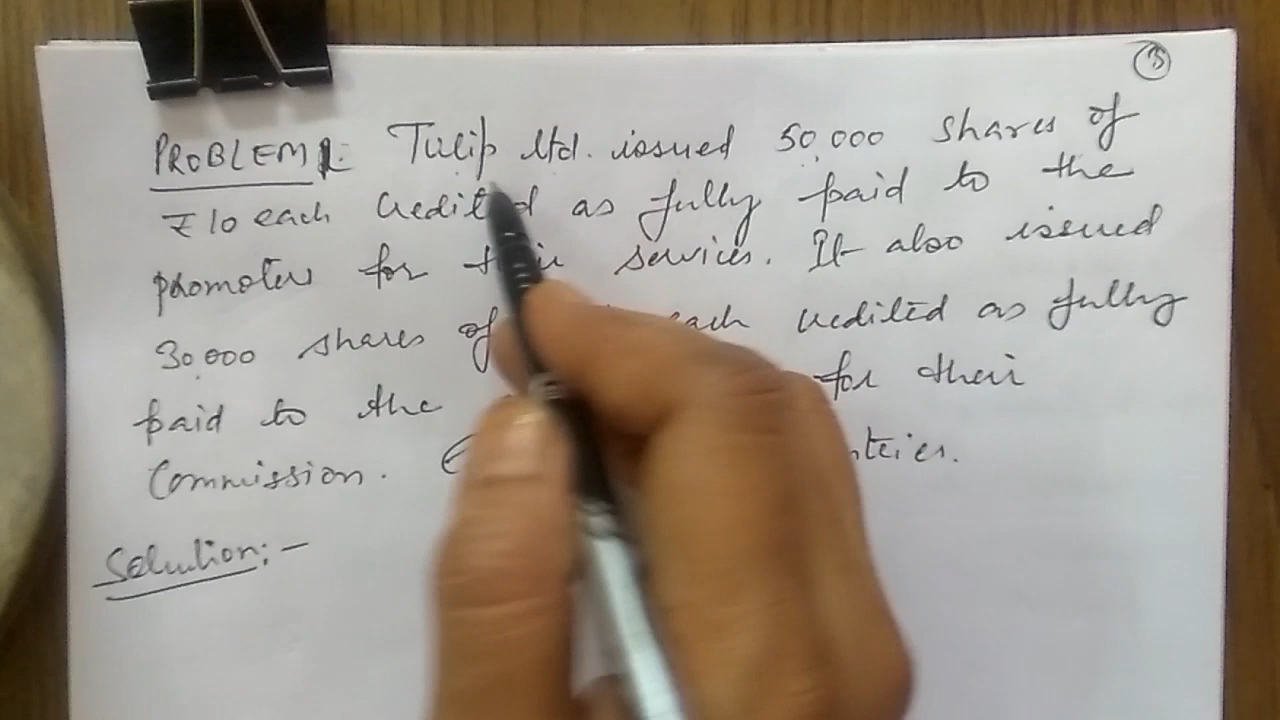 PROBLEM 1. Tulip Ltd. issued 50,000 shares of
₹10 each credited as fully paid to the
promoters for their services. It also issued
30,000 shares of each credited as fully
paid to the for their
Commission.
Solution:-